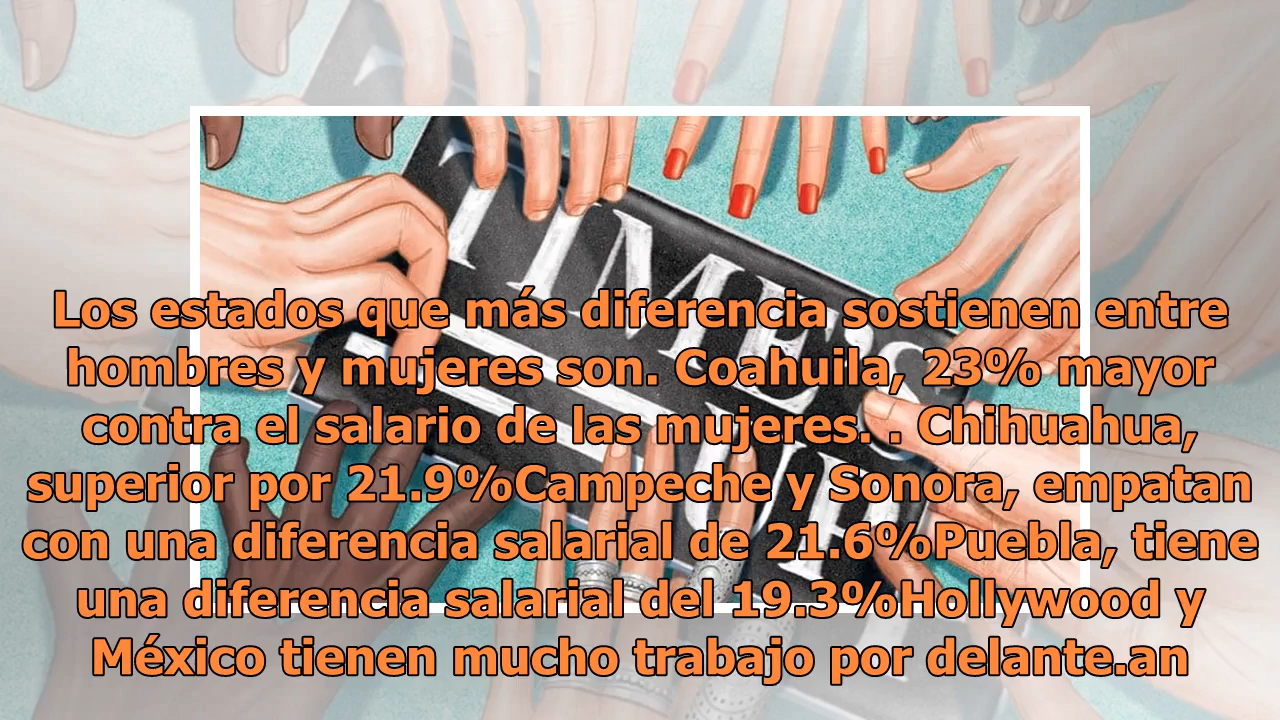 TIME'S
UP
Los estados que más diferencia sostienen entre
hombres y mujeres son. Coahuila, 23% mayor
contra el salario de las mujeres. . Chihuahua,
superior por 21.9%Campeche y Sonora, empatan
con una diferencia salarial de 21.6%Puebla, tiene
una diferencia salarial del 19.3%Hollywood y
México tienen mucho trabajo por delante.an